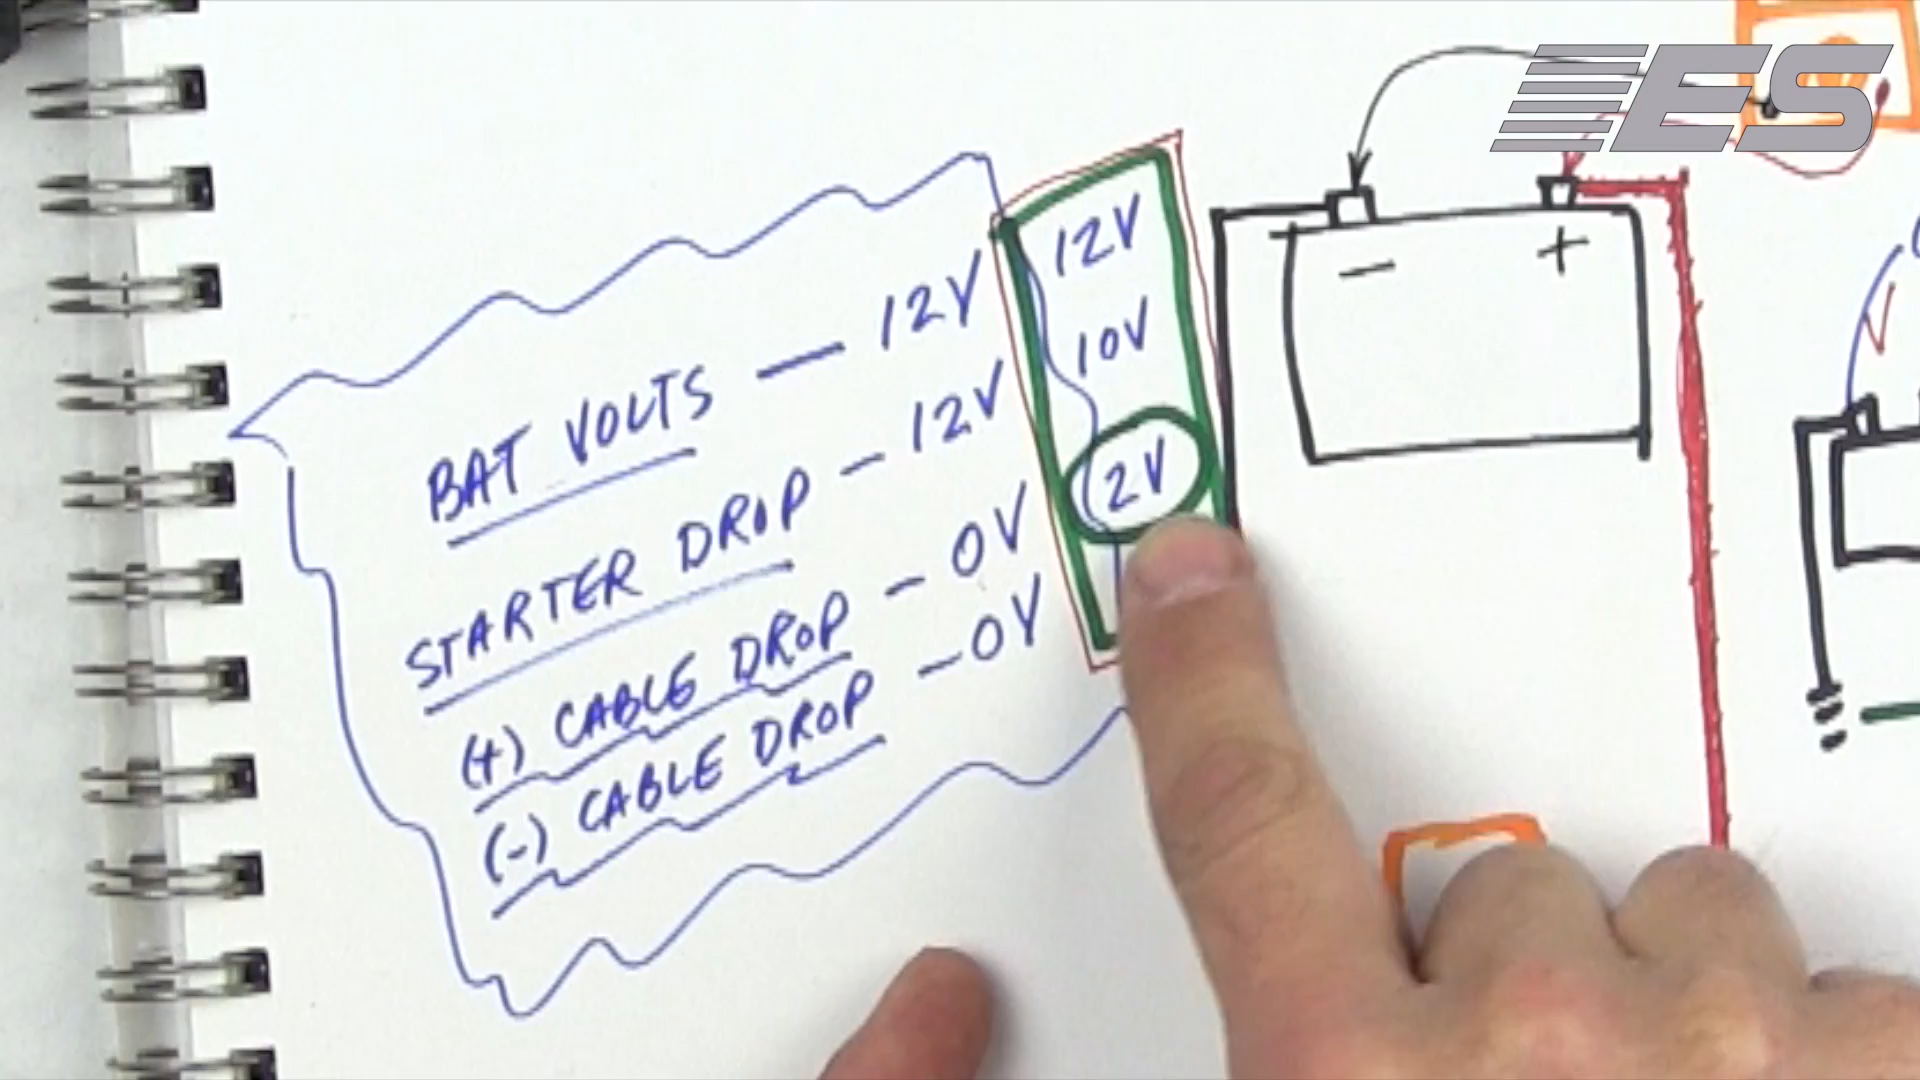 ES
BAT VOLTS — 12V 12V
STARTER DROP - 12V 10V
(+) CABLE DROP - 0V 2V
(-) CABLE DROP - 0V
- +
V